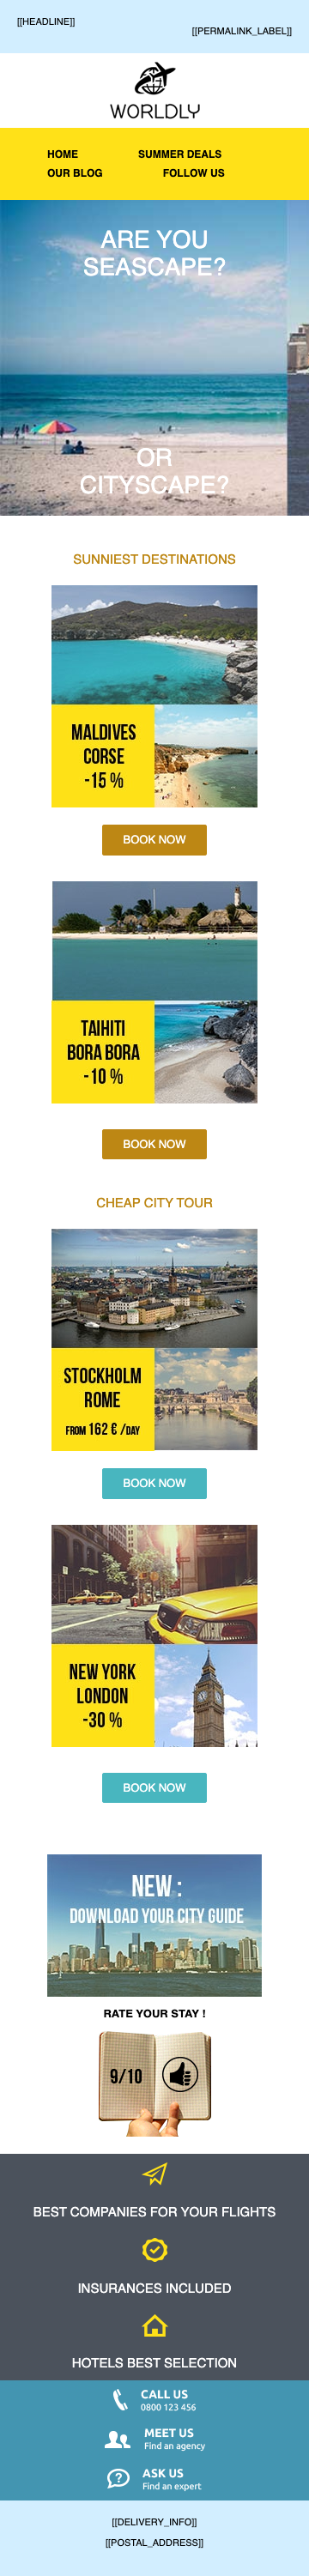 [[HEADLINE]]
[[PERMALINK_LABEL]]
WORLDLY
HOME
SUMMER DEALS
OUR BLOG
FOLLOW US
ARE YOU
SEASCAPE?
OR
CITYSCAPE?
SUNNIEST DESTINATIONS
MALDIVES
CORSE
-15 %
BOOK NOW
TAIHITI
BORA BORA
-10 %
BOOK NOW
CHEAP CITY TOUR
STOCKHOLM
ROME
FROM 162 € /DAY
BOOK NOW
NEW YORK
LONDON
-30 %
BOOK NOW
NEW :
DOWNLOAD YOUR CITY GUIDE
RATE YOUR STAY !
9/10
BEST COMPANIES FOR YOUR FLIGHTS
INSURANCES INCLUDED
HOTELS BEST SELECTION
CALL US
0800 123 456
MEET US
Find an agency
ASK US
Find an expert
[[DELIVERY_INFO]]
[[POSTAL_ADDRESS]]